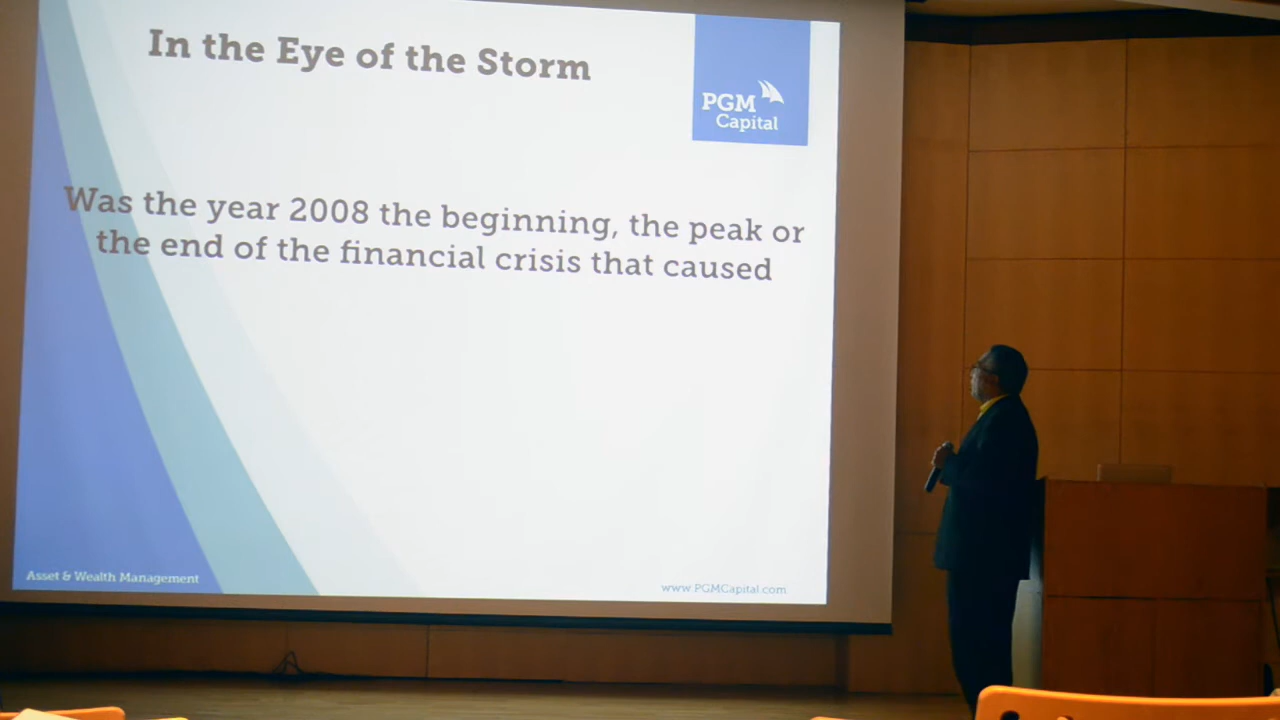 In the Eye of the Storm
PGM
Capital
Was the year 2008 the beginning, the peak or
the end of the financial crisis that caused
Asset & Wealth Management
www.PGMCapital.com